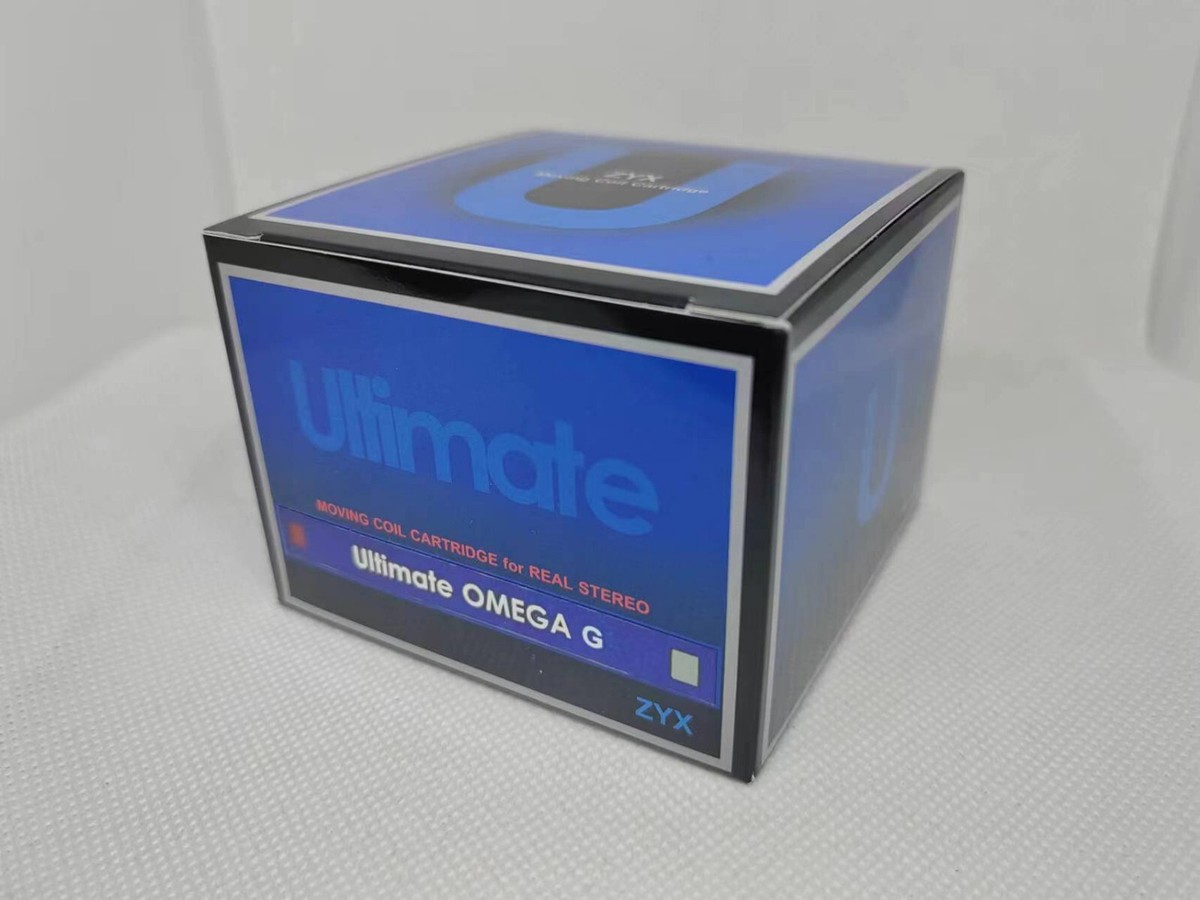 U
ZYX
Moving Coil Cartridge
Ultimate
MOVING COIL CARTRIDGE for REAL STEREO
Ultimate OMEGA G
ZYX
U